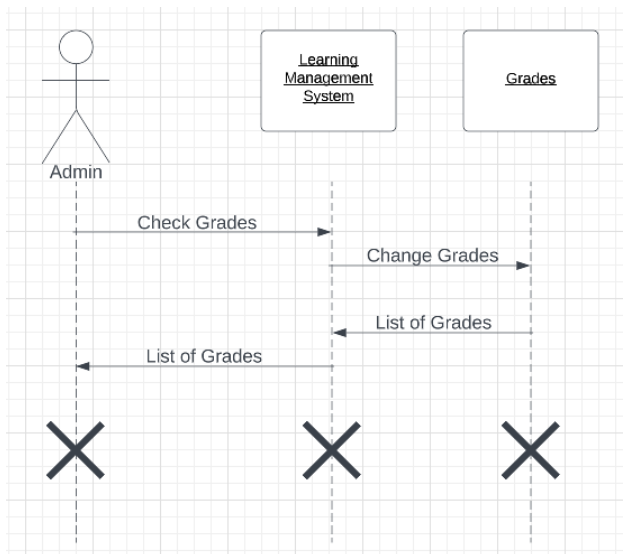 Learning
Management
System
Grades
Admin
Check Grades
Change Grades
List of Grades
List of Grades